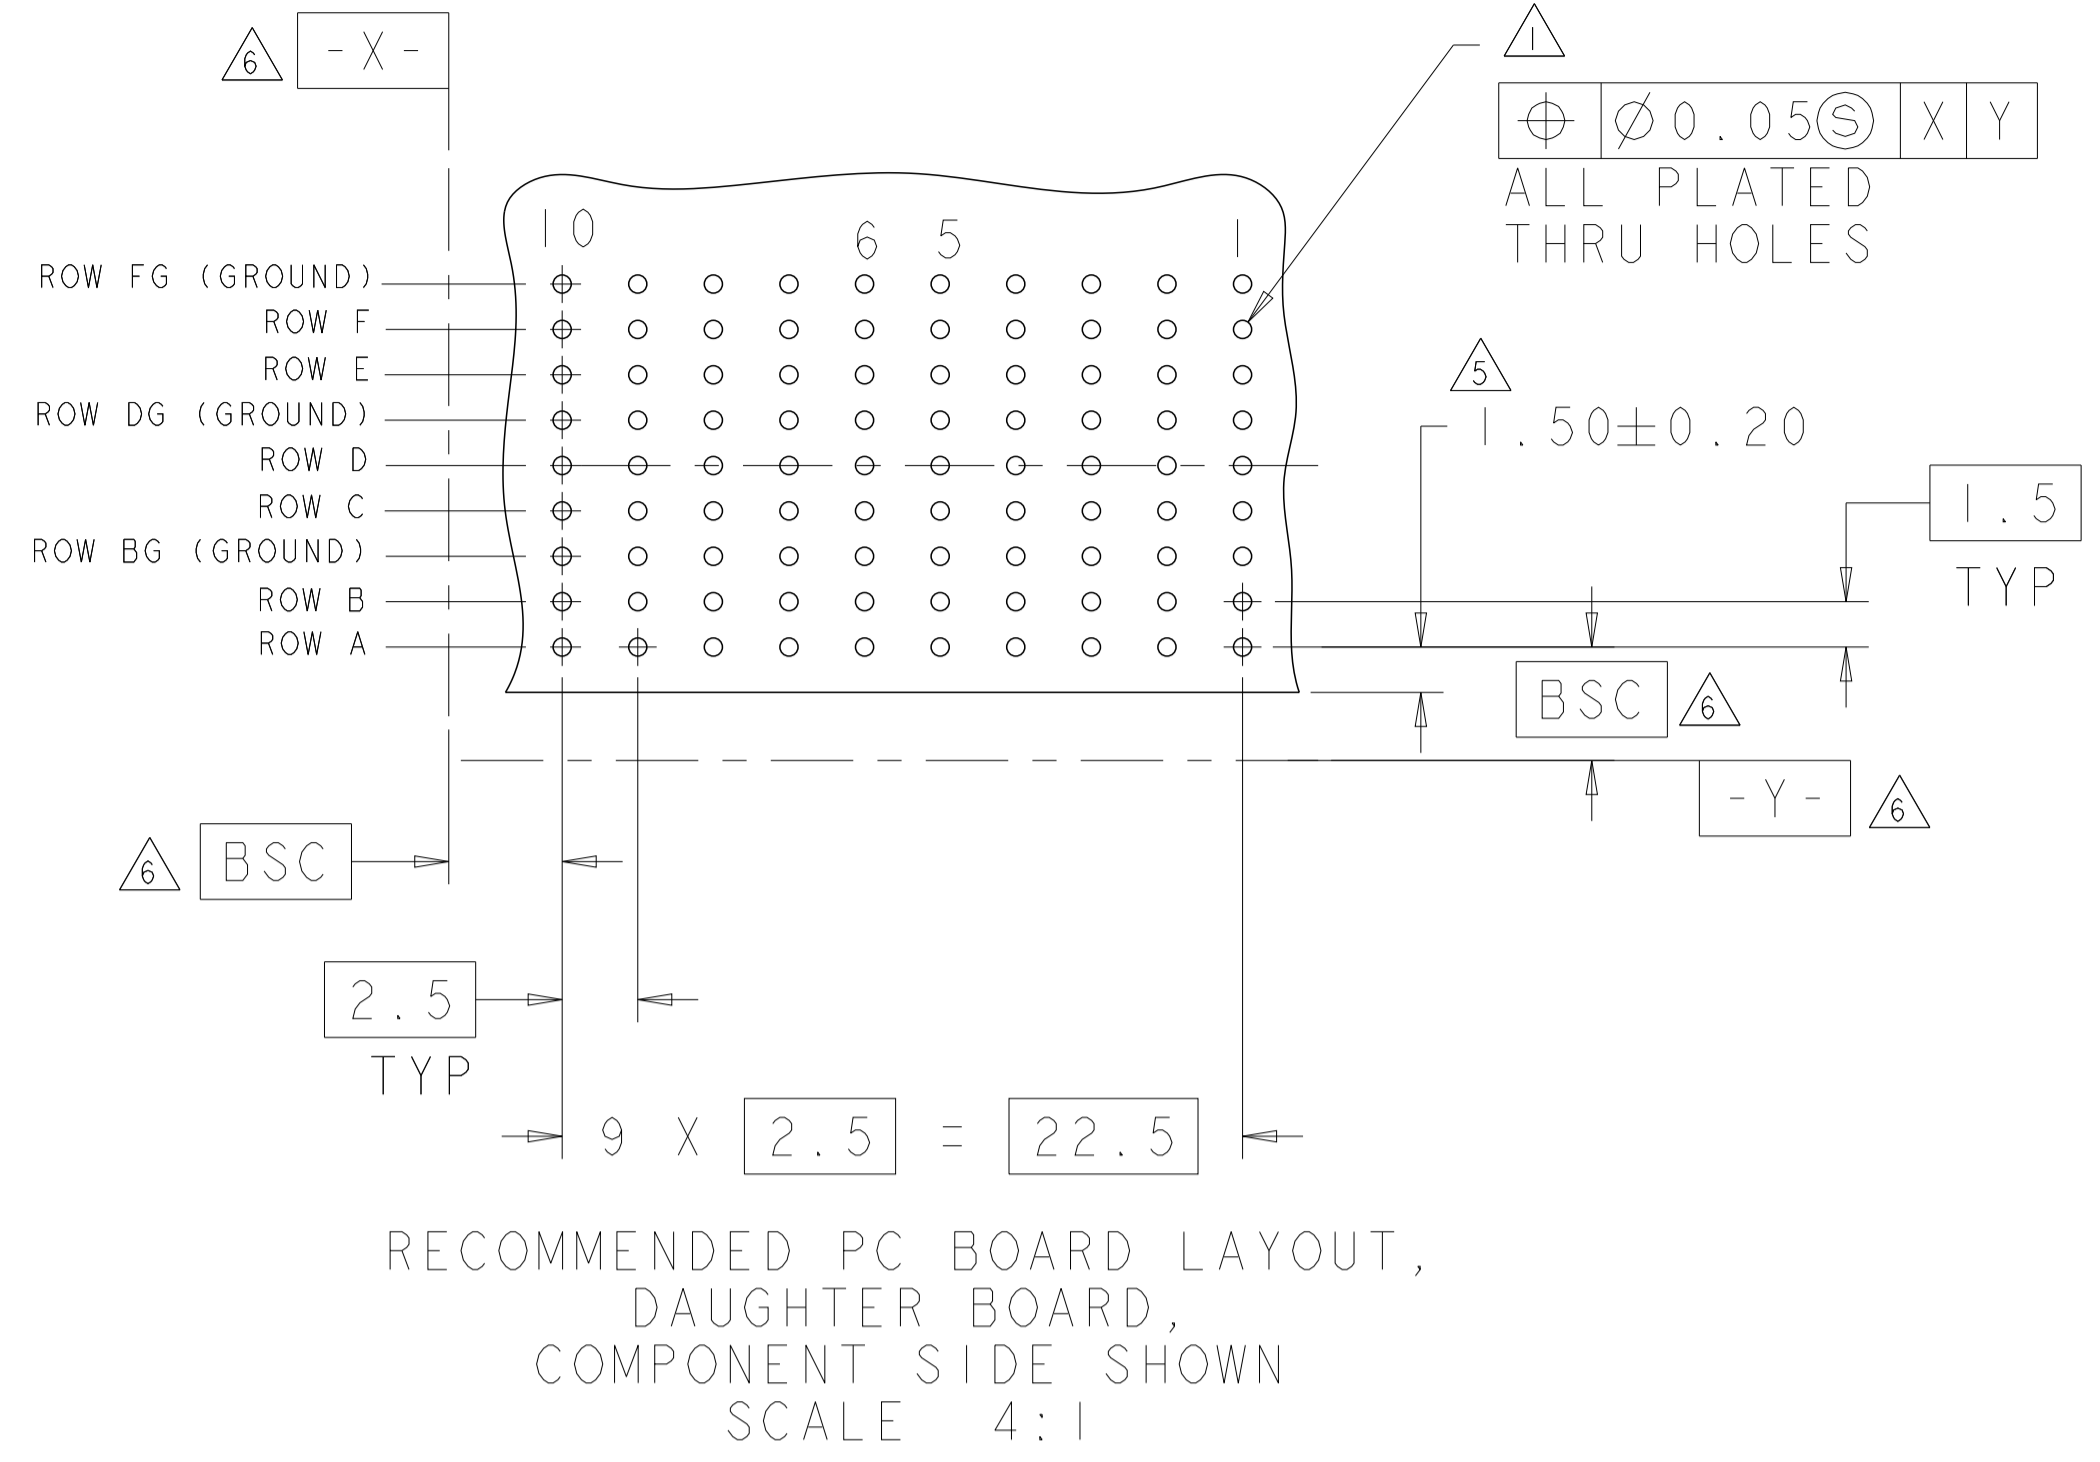 6 -X-
1
⌖ ⌀0.05Ⓢ X Y
ALL PLATED
THRU HOLES
10 6 5 1
ROW FG (GROUND)
ROW F
ROW E
ROW DG (GROUND)
ROW D
ROW C
ROW BG (GROUND)
ROW B
ROW A
5
1.50±0.20
1.5
TYP
BSC 6
-Y- 6
6 BSC
2.5
TYP
9 X 2.5 = 22.5
RECOMMENDED PC BOARD LAYOUT,
DAUGHTER BOARD,
COMPONENT SIDE SHOWN
SCALE 4:1